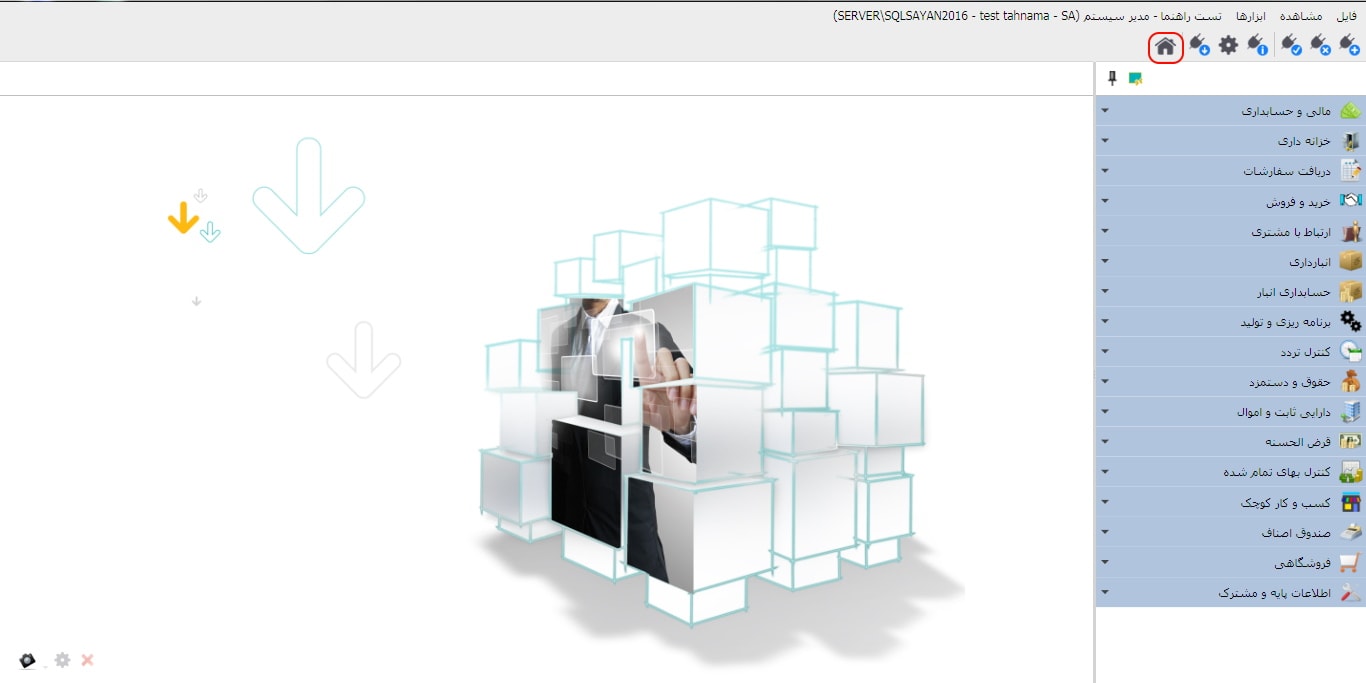 فایل مشاهده ابزارها تست راهنما - مدیر سیستم (SERVER\SQLSAYAN2016 - test tahnama - SA)
مالی و حسابداری
خزانه داری
دریافت سفارشات
خرید و فروش
ارتباط با مشتری
انبارداری
حسابداری انبار
برنامه ریزی و تولید
کنترل تردد
حقوق و دستمزد
دارایی ثابت و اموال
قرض الحسنه
کنترل بهای تمام شده
کسب و کار کوچک
صندوق اصناف
فروشگاهی
اطلاعات پایه و مشترک